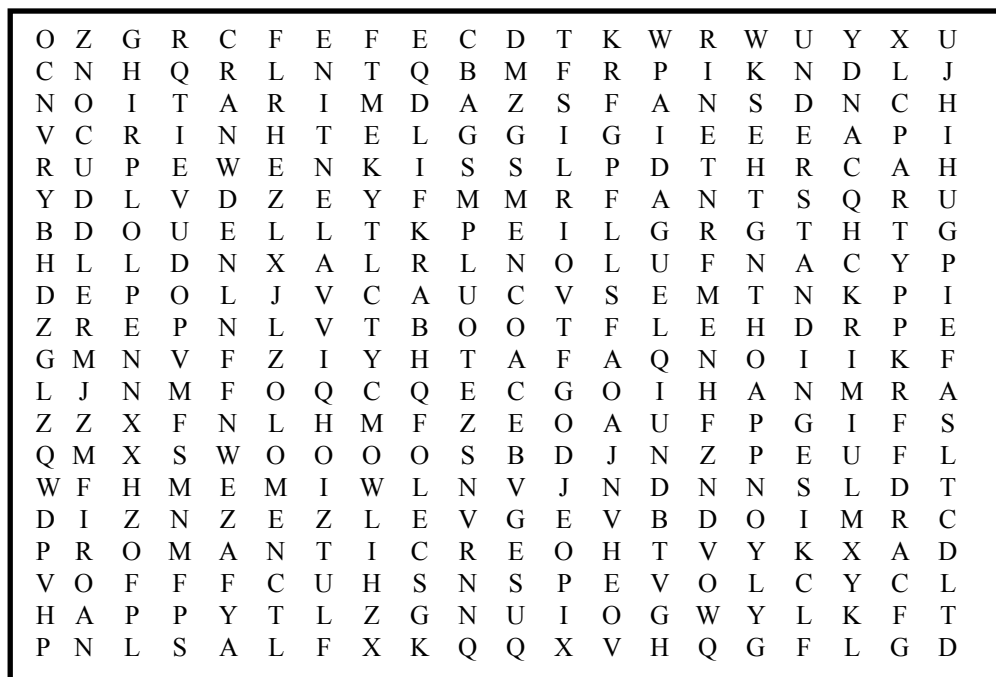 O Z G R C F E F E C D T K W R W U Y X U
C N H Q R L N T Q B M F R P I K N D L J
N O I T A R I M D A Z S F A N S D N C H
V C R I N H T E L G G I G I E E E A P I
R U P E W E N K I S S L P D T H R C A H
Y D L V D Z E Y F M M R F A N T S Q R U
B D O U E L L T K P E I L G R G T H T G
H L L D N X A L R L N O L U F N A C Y P
D E P O L J V C A U C V S E M T N K P I
Z R E P N L V T B O O T F L E H D R P E
G M N V F Z I Y H T A F A Q N O I I K F
L J N M F O Q C Q E C G O I H A N M R A
Z Z X F N L H M F Z E O A U F P G I F S
Q M X S W O O O O S B D J N Z P E U F L
W F H M E M I W L N V J N D N N S L D T
D I Z N Z E Z L E V G E V B D O I M R C
P R O M A N T I C R E O H T V Y K X A D
V O F F F C U H S N S P E V O L C Y C L
H A P P Y T L Z G N U I O G W Y L K F T
P N L S A L F X K Q Q X V H Q G F L G D